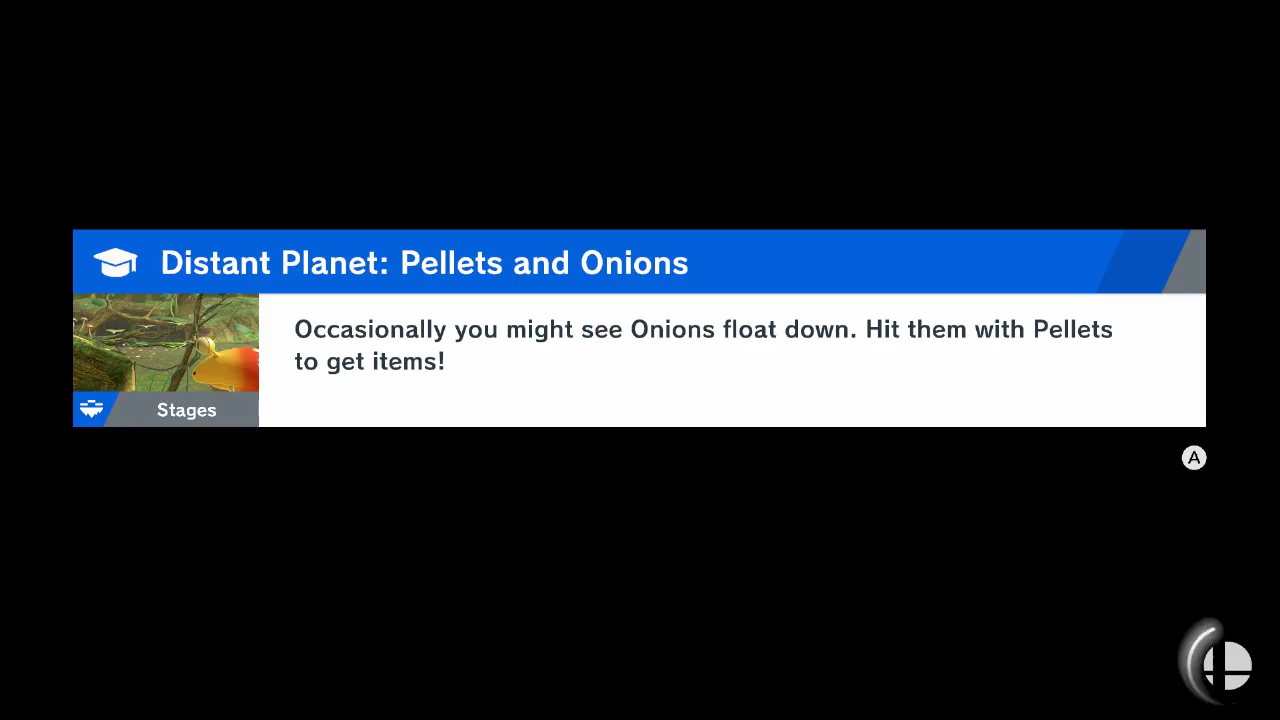 Distant Planet: Pellets and Onions
Occasionally you might see Onions float down. Hit them with Pellets
to get items!
Stages
A